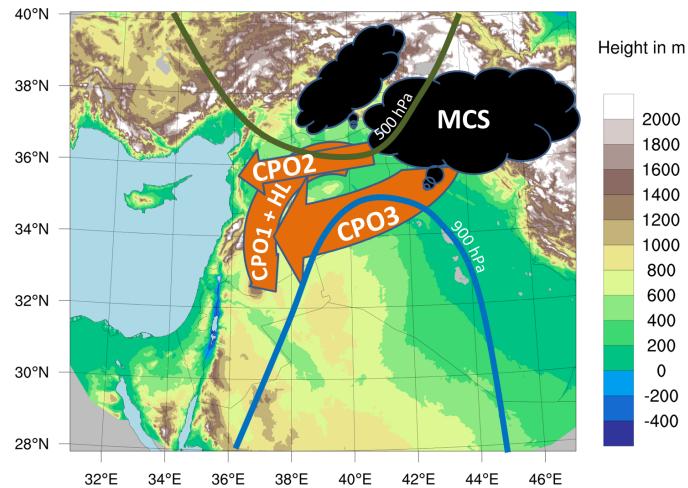 40°N
38°N
36°N
34°N
32°N
30°N
28°N
32°E
34°E
36°E
38°E
40°E
42°E
44°E
46°E
500 hPa
MCS
CPO2
CPO1 + HL
CPO3
900 hPa
Height in m
2000
1800
1600
1400
1200
1000
800
600
400
200
0
-200
-400